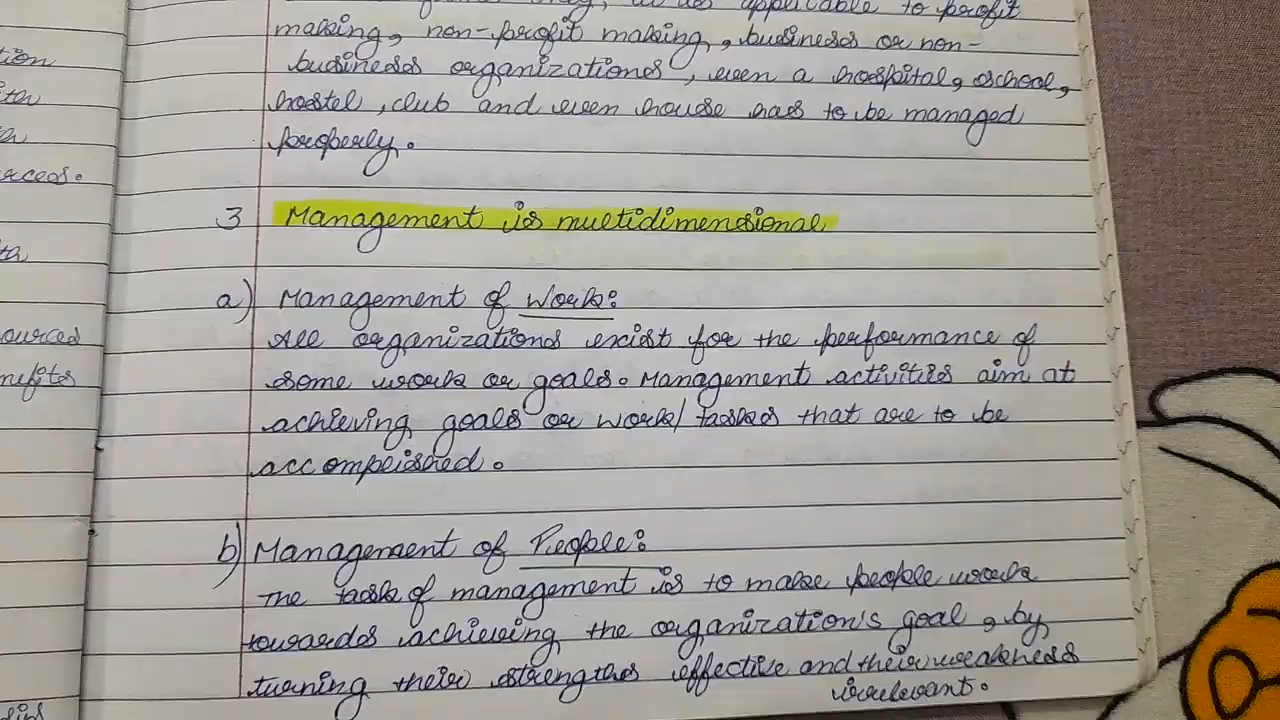 applicable to profit
making, non-profit making, business or non-
business organizations, even a hospital, school,
hostel, club and even house has to be managed
properly.
3 Management is multidimensional
a) Management of Work:
All organizations exist for the performance of
some work or goals. Management activities aim at
achieving goals or work/tasks that are to be
accomplished.
b) Management of People:
The task of management is to make people work
towards achieving the organization's goal, by
turning their strengths effective and their weakness
irrelevant.